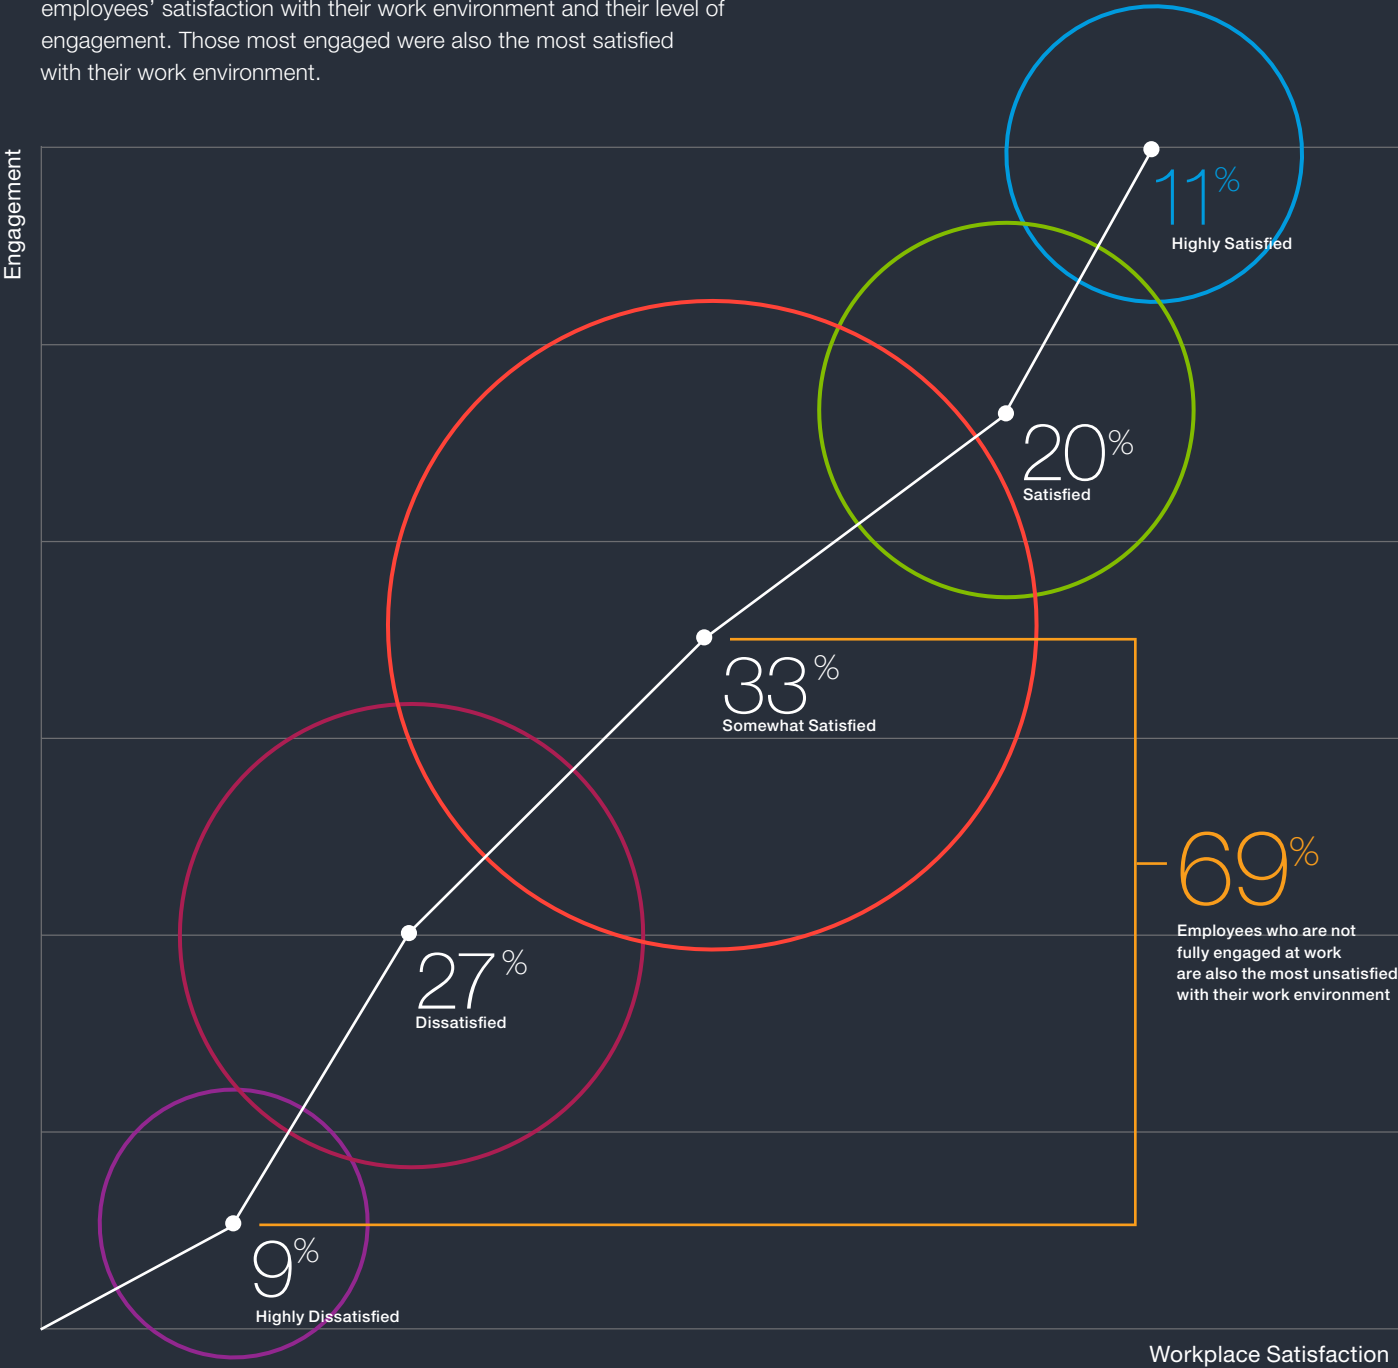 employees’ satisfaction with their work environment and their level of
engagement. Those most engaged were also the most satisfied
with their work environment.
Engagement
11%
Highly Satisfied
20%
Satisfied
33%
Somewhat Satisfied
69%
Employees who are not
fully engaged at work
are also the most unsatisfied
with their work environment
27%
Dissatisfied
9%
Highly Dissatisfied
Workplace Satisfaction